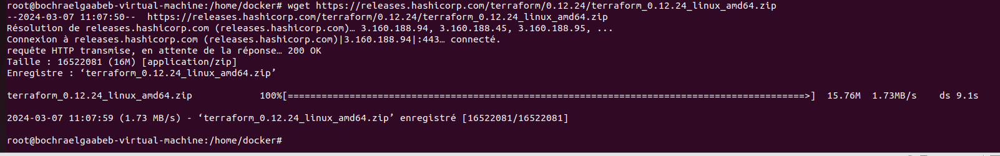 root@bochraelgaabeb-virtual-machine:/home/docker# wget https://releases.hashicorp.com/terraform/0.12.24/terraform_0.12.24_linux_amd64.zip
--2024-03-07 11:07:50--  https://releases.hashicorp.com/terraform/0.12.24/terraform_0.12.24_linux_amd64.zip
Résolution de releases.hashicorp.com (releases.hashicorp.com)… 3.160.188.94, 3.160.188.45, 3.160.188.95, ...
Connexion à releases.hashicorp.com (releases.hashicorp.com)|3.160.188.94|:443… connecté.
requête HTTP transmise, en attente de la réponse… 200 OK
Taille : 16522081 (16M) [application/zip]
Enregistre : ‘terraform_0.12.24_linux_amd64.zip’
terraform_0.12.24_linux_amd64.zip            100%[============================================================================================>]  15.76M  1.73MB/s    ds 9.1s
2024-03-07 11:07:59 (1.73 MB/s) - ‘terraform_0.12.24_linux_amd64.zip’ enregistré [16522081/16522081]
root@bochraelgaabeb-virtual-machine:/home/docker#